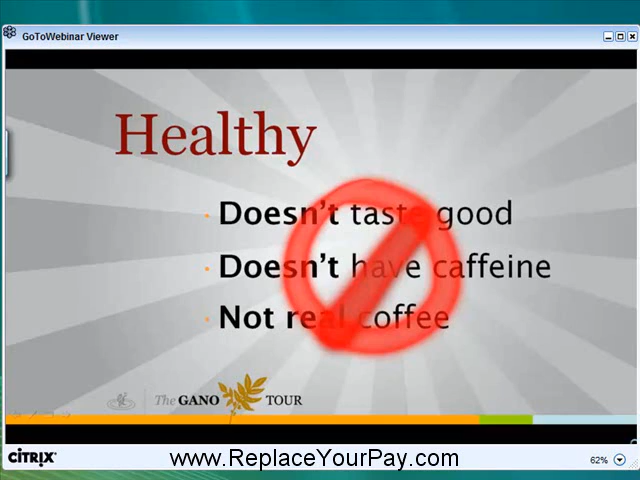 GoToWebinar Viewer
Healthy
· Doesn't taste good
· Doesn't have caffeine
· Not real coffee
The GANO TOUR
CITRIX®
www.ReplaceYourPay.com
62%